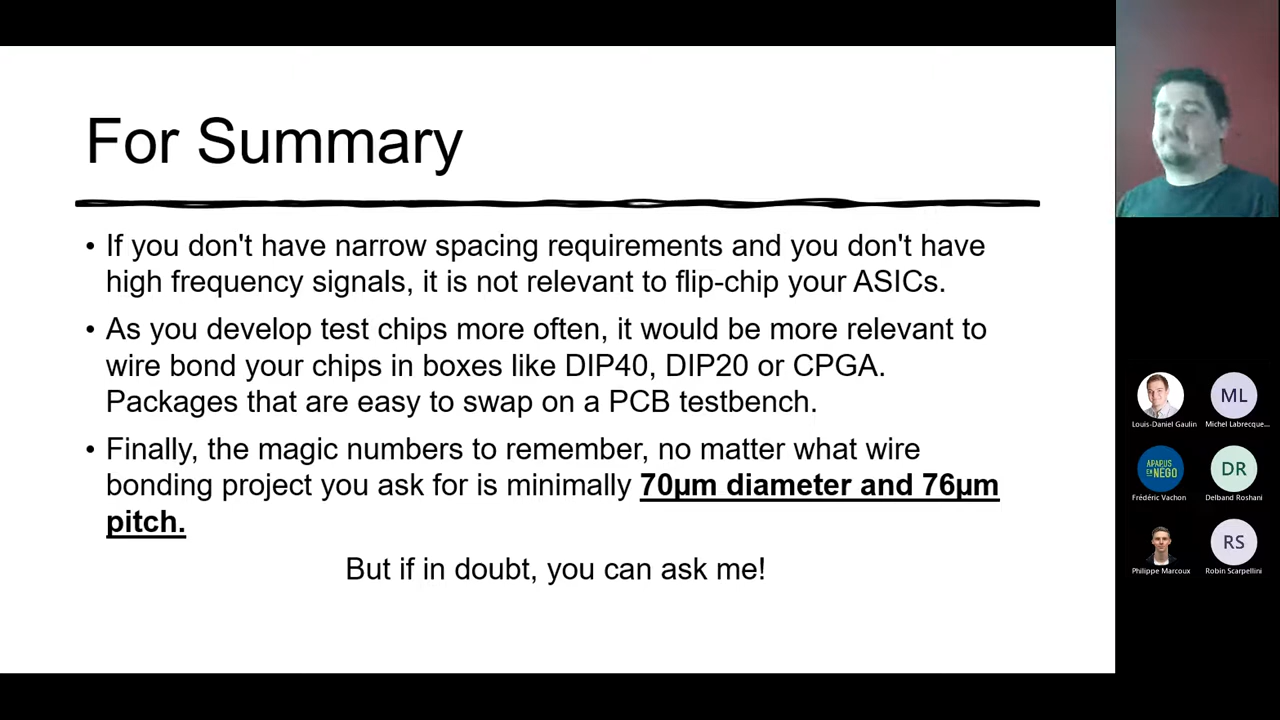 For Summary
• If you don't have narrow spacing requirements and you don't have
high frequency signals, it is not relevant to flip-chip your ASICs.
• As you develop test chips more often, it would be more relevant to
wire bond your chips in boxes like DIP40, DIP20 or CPGA.
Packages that are easy to swap on a PCB testbench.
• Finally, the magic numbers to remember, no matter what wire
bonding project you ask for is minimally 70µm diameter and 76µm
pitch.
But if in doubt, you can ask me!
ML
Louis-Daniel Gaulin
Michel Labrecque...
APAPUS
EN NÉGO
DR
Frédéric Vachon
Delband Roshani
RS
Philippe Marcoux
Robin Scarpellini